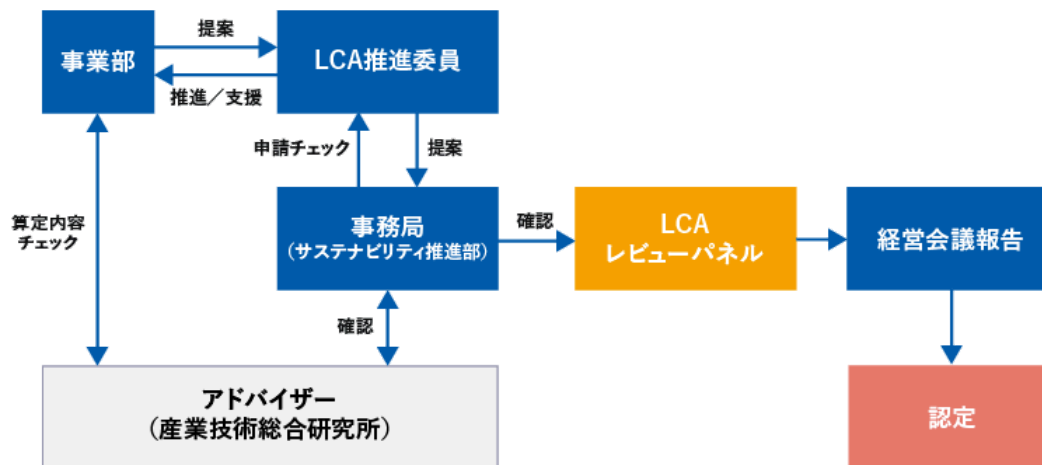 事業部
提案
LCA推進委員
推進／支援
申請チェック
提案
算定内容
チェック
事務局
（サステナビリティ推進部）
確認
LCA
レビューパネル
経営会議報告
確認
アドバイザー
（産業技術総合研究所）
認定